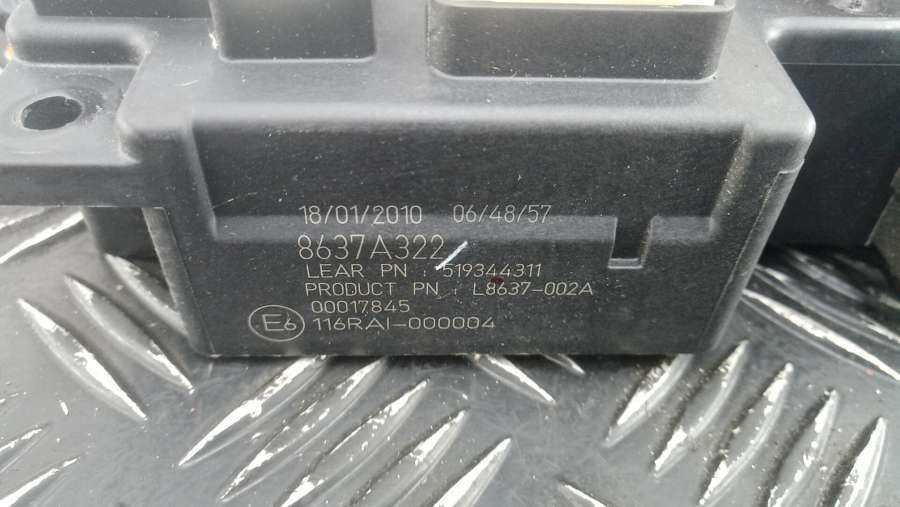 18/01/2010 06/48/57
8637A322
LEAR PN : 519344311
PRODUCT PN : L8637-002A
00017845
E6 116RAI-000004